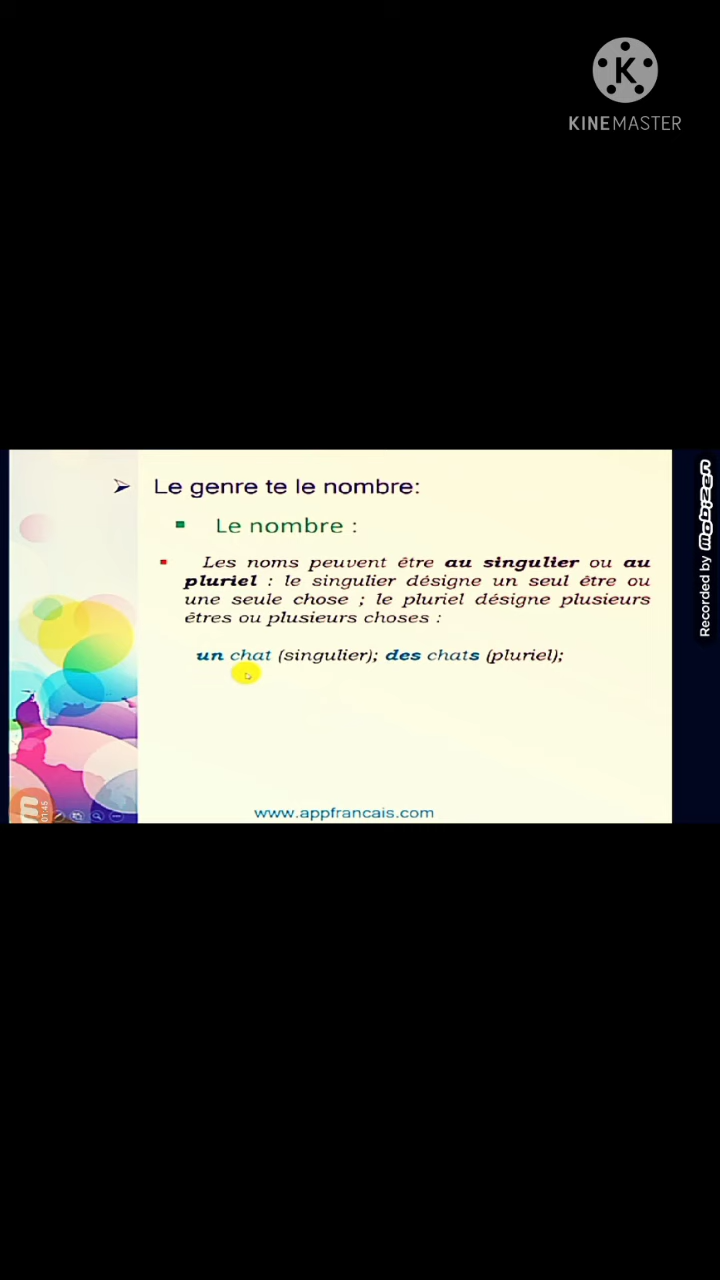 KINEMASTER
Le genre te le nombre:
Le nombre :
Les noms peuvent être au singulier ou au
pluriel : le singulier désigne un seul être ou
une seule chose ; le pluriel désigne plusieurs
êtres ou plusieurs choses :
un chat (singulier); des chats (pluriel);
www.appfrancais.com
Recorded by mobizen
01:45